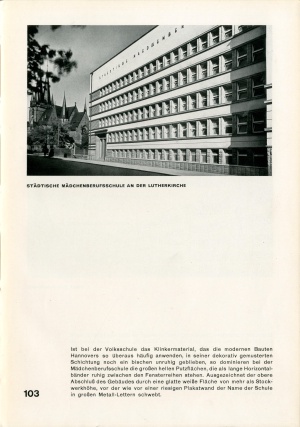 STÄDTISCHE MÄDCHENBERUFSSCHULE AN DER LUTHERKIRCHE
Ist bei der Volksschule das Klinkermaterial, das die modernen Bauten
Hannovers so überaus häufig anwenden, in seiner dekorativ gemusterten
Schichtung noch ein bischen unruhig geblieben, so dominieren bei der
Mädchenberufsschule die großen hellen Putzflächen, die als lange Horizontal-
bänder ruhig zwischen den Fensterreihen stehen. Ausgezeichnet der obere
Abschluß des Gebäudes durch eine glatte weiße Fläche von mehr als Stock-
werkhöhe, vor der wie von einer riesigen Plakatwand der Name der Schule
in großen Metall-Lettern schwebt.
103